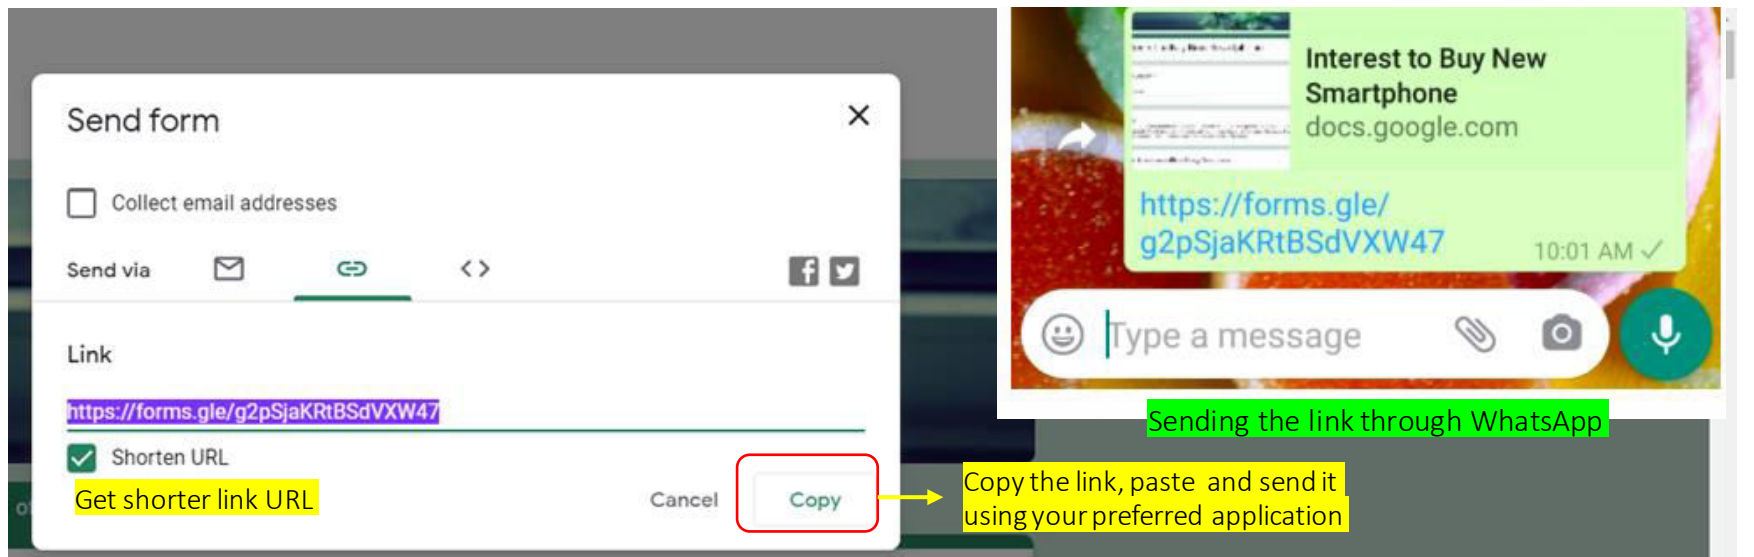 Send form
Collect email addresses
Send via
Link
https://forms.gle/g2pSjaKRtBSdVXW47
Shorten URL
Get shorter link URL
Cancel
Copy
Interest to Buy New
Smartphone
docs.google.com
https://forms.gle/
g2pSjaKRtBSdVXW47
10:01 AM
Type a message
Sending the link through WhatsApp
Copy the link, paste and send it
using your preferred application